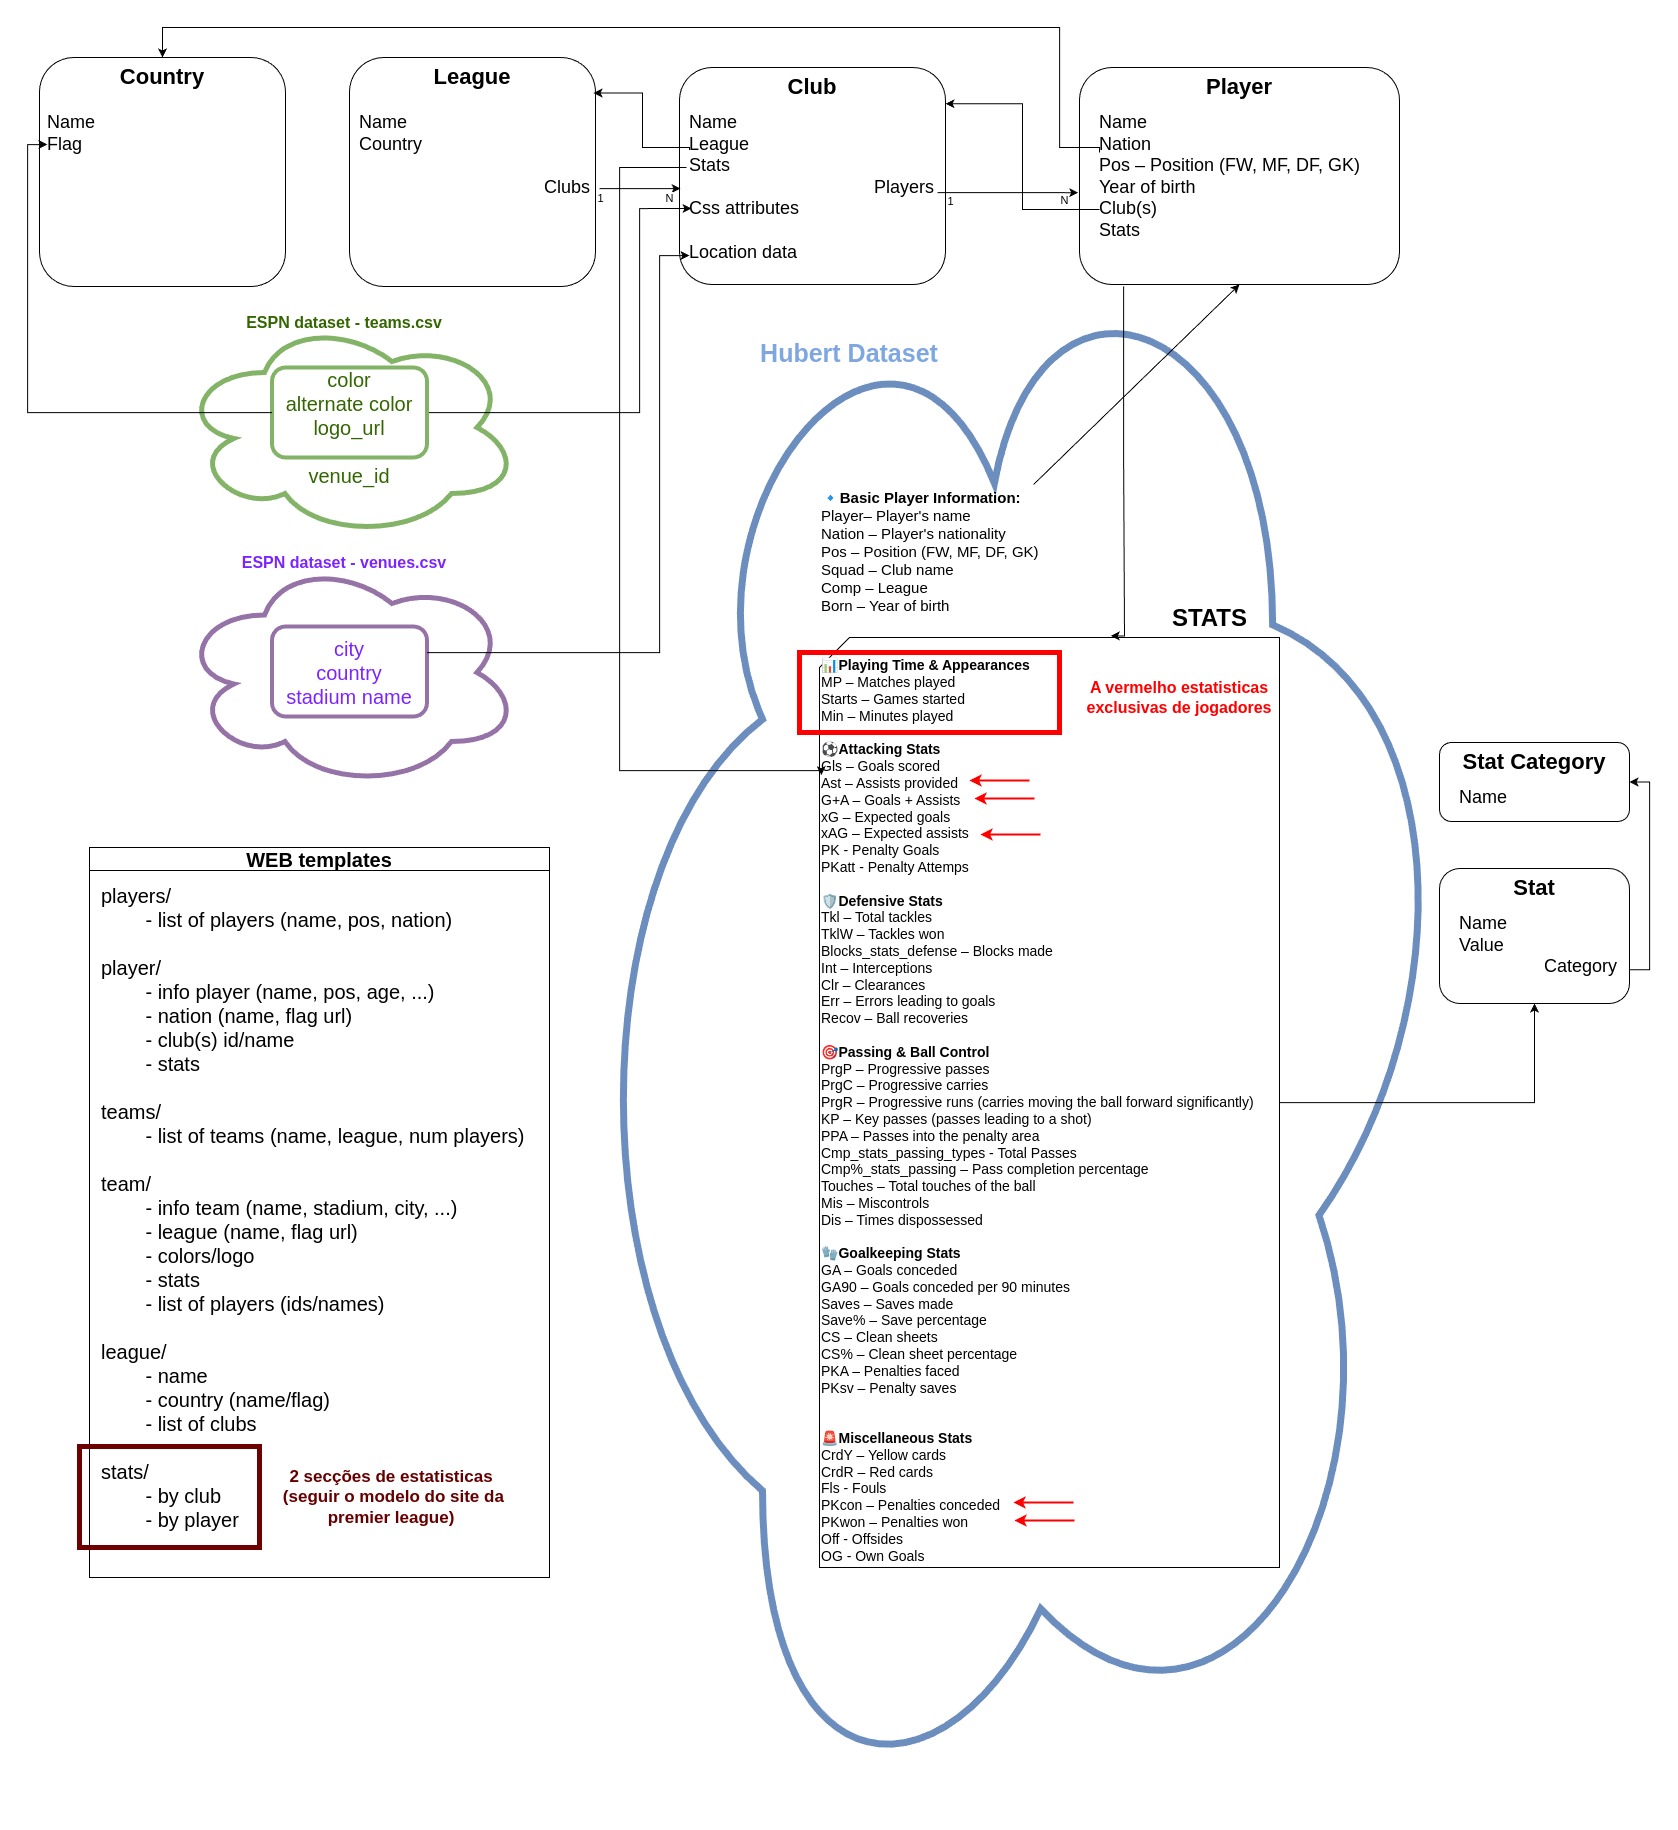 Country
Name
Flag
League
Name
Country
Clubs
1
N
Club
Name
League
Stats
Css attributes
Location data
Players
1
N
Player
Name
Nation
Pos – Position (FW, MF, DF, GK)
Year of birth
Club(s)
Stats
ESPN dataset - teams.csv
color
alternate color
logo_url
venue_id
ESPN dataset - venues.csv
city
country
stadium name
Hubert Dataset
🔹 Basic Player Information:
Player– Player's name
Nation – Player's nationality
Pos – Position (FW, MF, DF, GK)
Squad – Club name
Comp – League
Born – Year of birth
STATS
📊Playing Time & Appearances
MP – Matches played
Starts – Games started
Min – Minutes played
A vermelho estatisticas
exclusivas de jogadores
⚽Attacking Stats
Gls – Goals scored
Ast – Assists provided
G+A – Goals + Assists
xG – Expected goals
xAG – Expected assists
PK - Penalty Goals
PKatt - Penalty Attemps
🛡️Defensive Stats
Tkl – Total tackles
TklW – Tackles won
Blocks_stats_defense – Blocks made
Int – Interceptions
Clr – Clearances
Err – Errors leading to goals
Recov – Ball recoveries
🎯Passing & Ball Control
PrgP – Progressive passes
PrgC – Progressive carries
PrgR – Progressive runs (carries moving the ball forward significantly)
KP – Key passes (passes leading to a shot)
PPA – Passes into the penalty area
Cmp_stats_passing_types - Total Passes
Cmp%_stats_passing – Pass completion percentage
Touches – Total touches of the ball
Mis – Miscontrols
Dis – Times dispossessed
🧤Goalkeeping Stats
GA – Goals conceded
GA90 – Goals conceded per 90 minutes
Saves – Saves made
Save% – Save percentage
CS – Clean sheets
CS% – Clean sheet percentage
PKA – Penalties faced
PKsv – Penalty saves
🚨Miscellaneous Stats
CrdY – Yellow cards
CrdR – Red cards
Fls - Fouls
PKcon – Penalties conceded
PKwon – Penalties won
Off - Offsides
OG - Own Goals
Stat Category
Name
Stat
Name
Value
Category
WEB templates
players/
- list of players (name, pos, nation)
player/
- info player (name, pos, age, ...)
- nation (name, flag url)
- club(s) id/name
- stats
teams/
- list of teams (name, league, num players)
team/
- info team (name, stadium, city, ...)
- league (name, flag url)
- colors/logo
- stats
- list of players (ids/names)
league/
- name
- country (name/flag)
- list of clubs
stats/
- by club
- by player
2 secções de estatisticas
(seguir o modelo do site da
premier league)